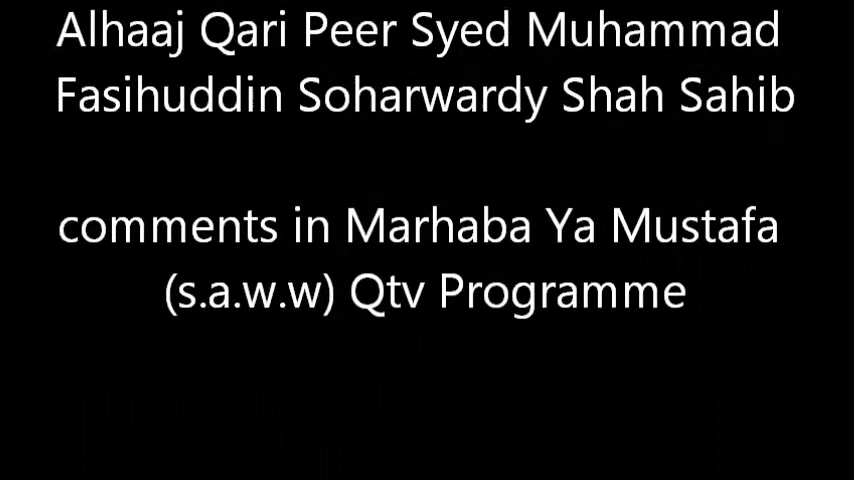 Alhaaj Qari Peer Syed Muhammad
Fasihuddin Soharwardy Shah Sahib
comments in Marhaba Ya Mustafa
(s.a.w.w) Qtv Programme